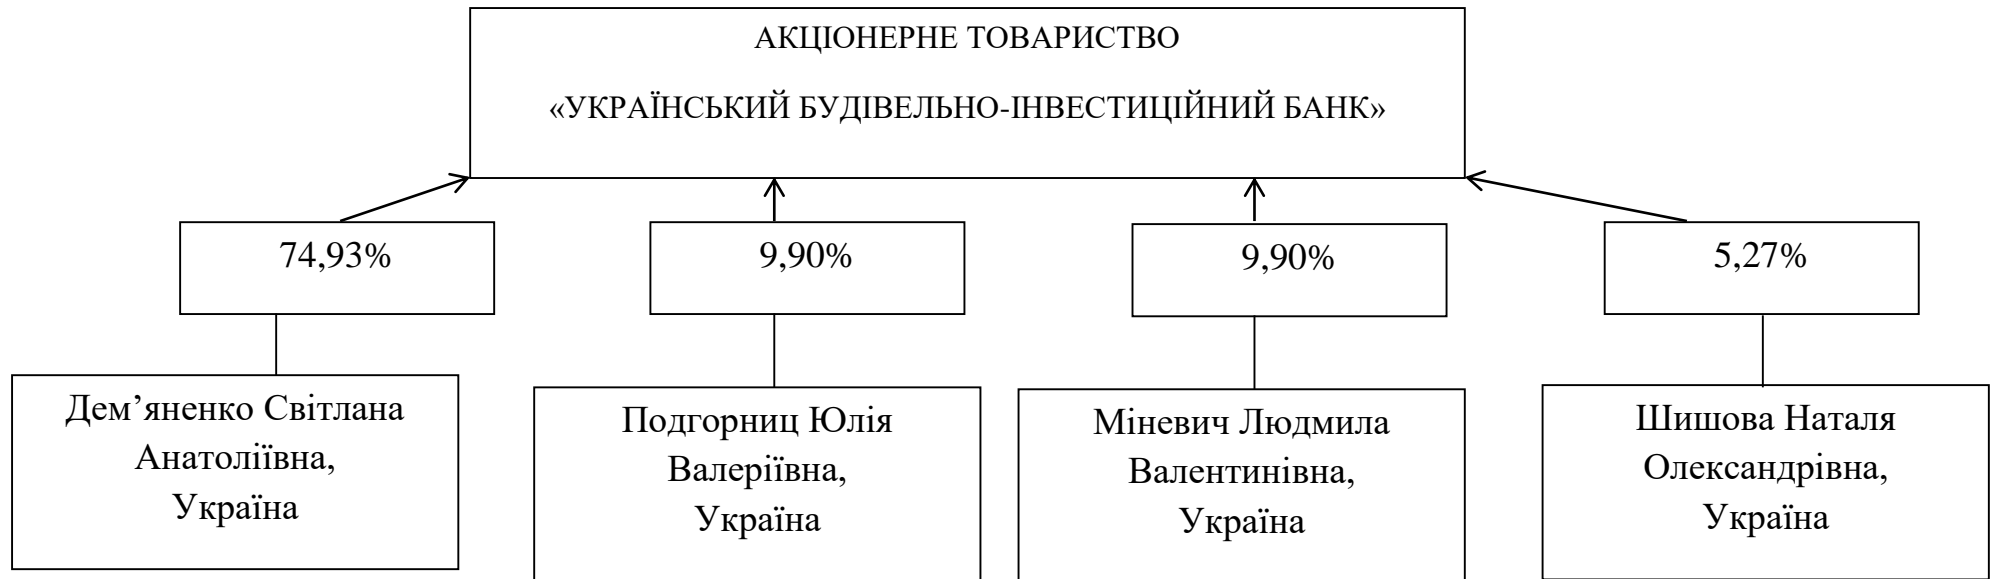 АКЦІОНЕРНЕ ТОВАРИСТВО
«УКРАЇНСЬКИЙ БУДІВЕЛЬНО-ІНВЕСТИЦІЙНИЙ БАНК»
74,93%
9,90%
9,90%
5,27%
Дем’яненко Світлана
Анатоліївна,
Україна
Подгорниц Юлія
Валеріївна,
Україна
Міневич Людмила
Валентинівна,
Україна
Шишова Наталя
Олександрівна,
Україна